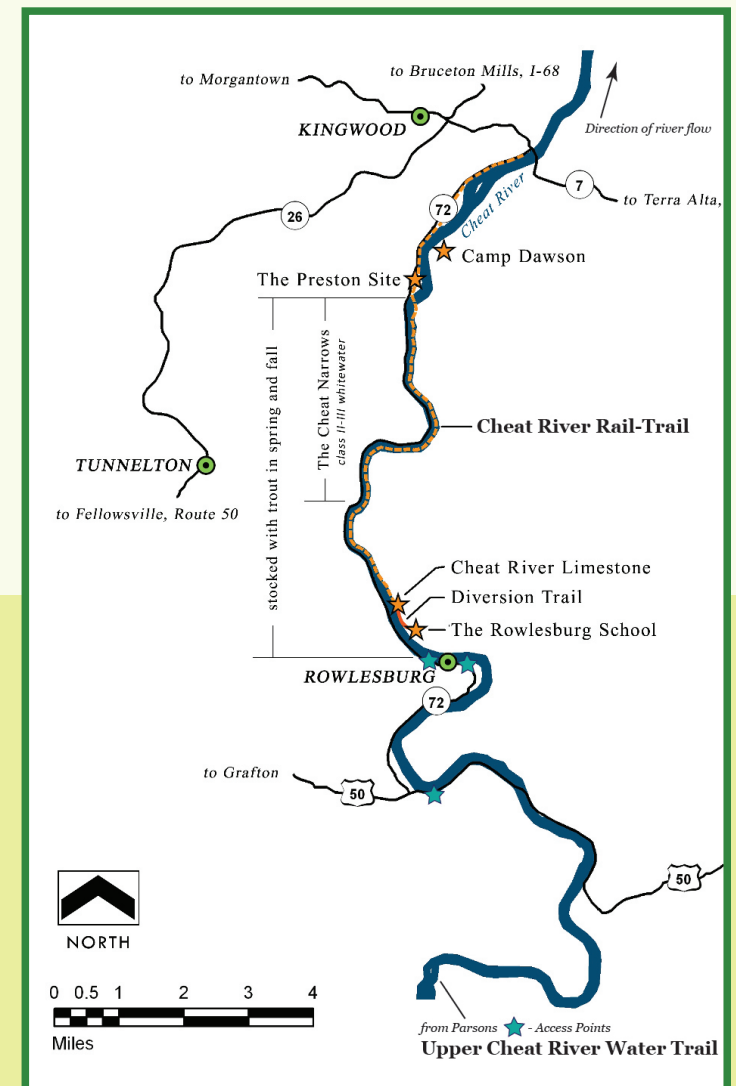 to Bruceton Mills, I-68
to Morgantown
KINGWOOD
Direction of river flow
7
to Terra Alta,
72
26
Cheat River
Camp Dawson
The Preston Site
stocked with trout in spring and fall
The Cheat Narrows
class II-III whitewater
Cheat River Rail-Trail
TUNNELTON
to Fellowsville, Route 50
Cheat River Limestone
Diversion Trail
The Rowlesburg School
ROWLESBURG
72
to Grafton
50
50
NORTH
0 0.5 1 2 3 4
Miles
from Parsons
- Access Points
Upper Cheat River Water Trail